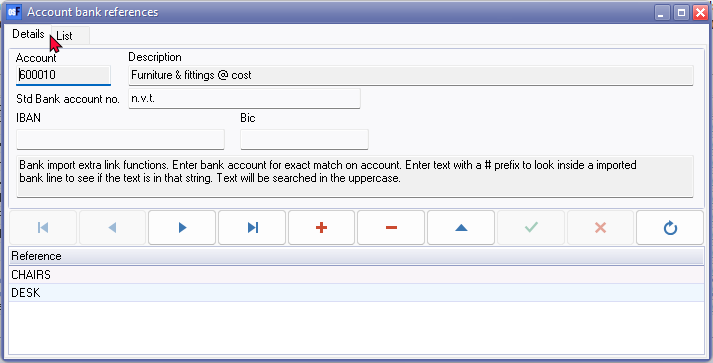 Account bank references
Details List
Account Description
600010 Furniture & fittings @ cost
Std Bank account no. n.v.t.
IBAN Bic
Bank import extra link functions. Enter bank account for exact match on account. Enter text with a # prefix to look inside a imported
bank line to see if the text is in that string. Text will be searched in the uppercase.
Reference
CHAIRS
DESK